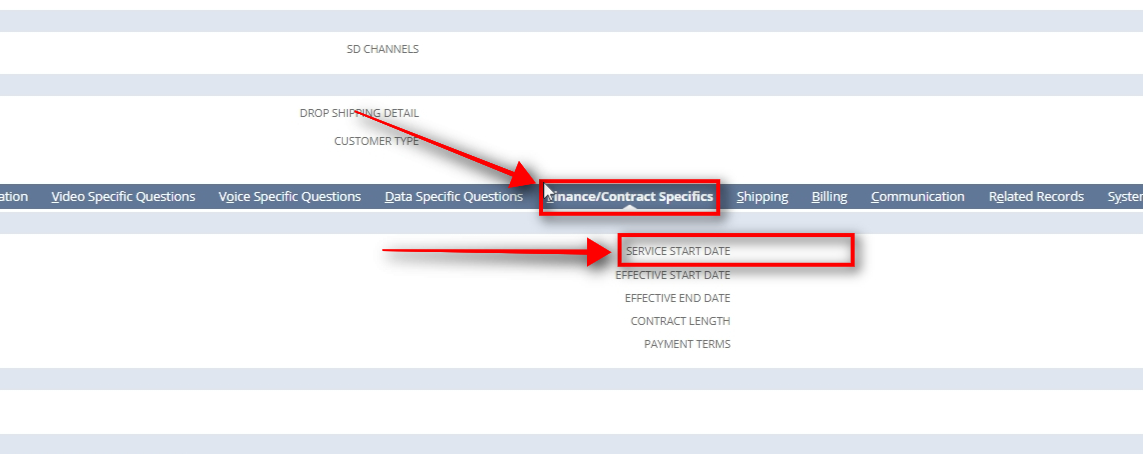 SD CHANNELS
DROP SHIPPING DETAIL
CUSTOMER TYPE
ation Video Specific Questions Voice Specific Questions Data Specific Questions Finance/Contract Specifics Shipping Billing Communication Related Records System
SERVICE START DATE
EFFECTIVE START DATE
EFFECTIVE END DATE
CONTRACT LENGTH
PAYMENT TERMS